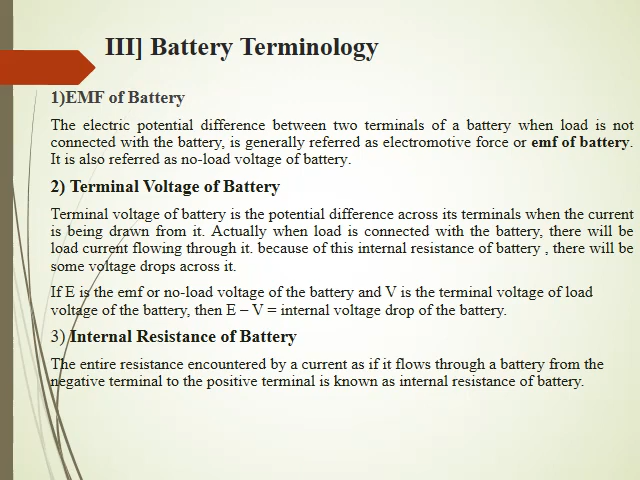 III] Battery Terminology
1)EMF of Battery
The electric potential difference between two terminals of a battery when load is not
connected with the battery, is generally referred as electromotive force or emf of battery.
It is also referred as no-load voltage of battery.
2) Terminal Voltage of Battery
Terminal voltage of battery is the potential difference across its terminals when the current
is being drawn from it. Actually when load is connected with the battery, there will be
load current flowing through it. because of this internal resistance of battery , there will be
some voltage drops across it.
If E is the emf or no-load voltage of the battery and V is the terminal voltage of load
voltage of the battery, then E – V = internal voltage drop of the battery.
3) Internal Resistance of Battery
The entire resistance encountered by a current as if it flows through a battery from the
negative terminal to the positive terminal is known as internal resistance of battery.